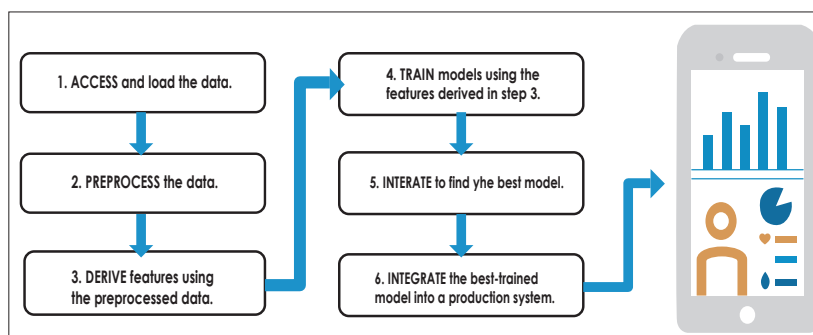 1. ACCESS and load the data.
2. PREPROCESS the data.
3. DERIVE features using
the preprocessed data.
4. TRAIN models using the
features derived in step 3.
5. INTERATE to find yhe best model.
6. INTEGRATE the best-trained
model into a production system.